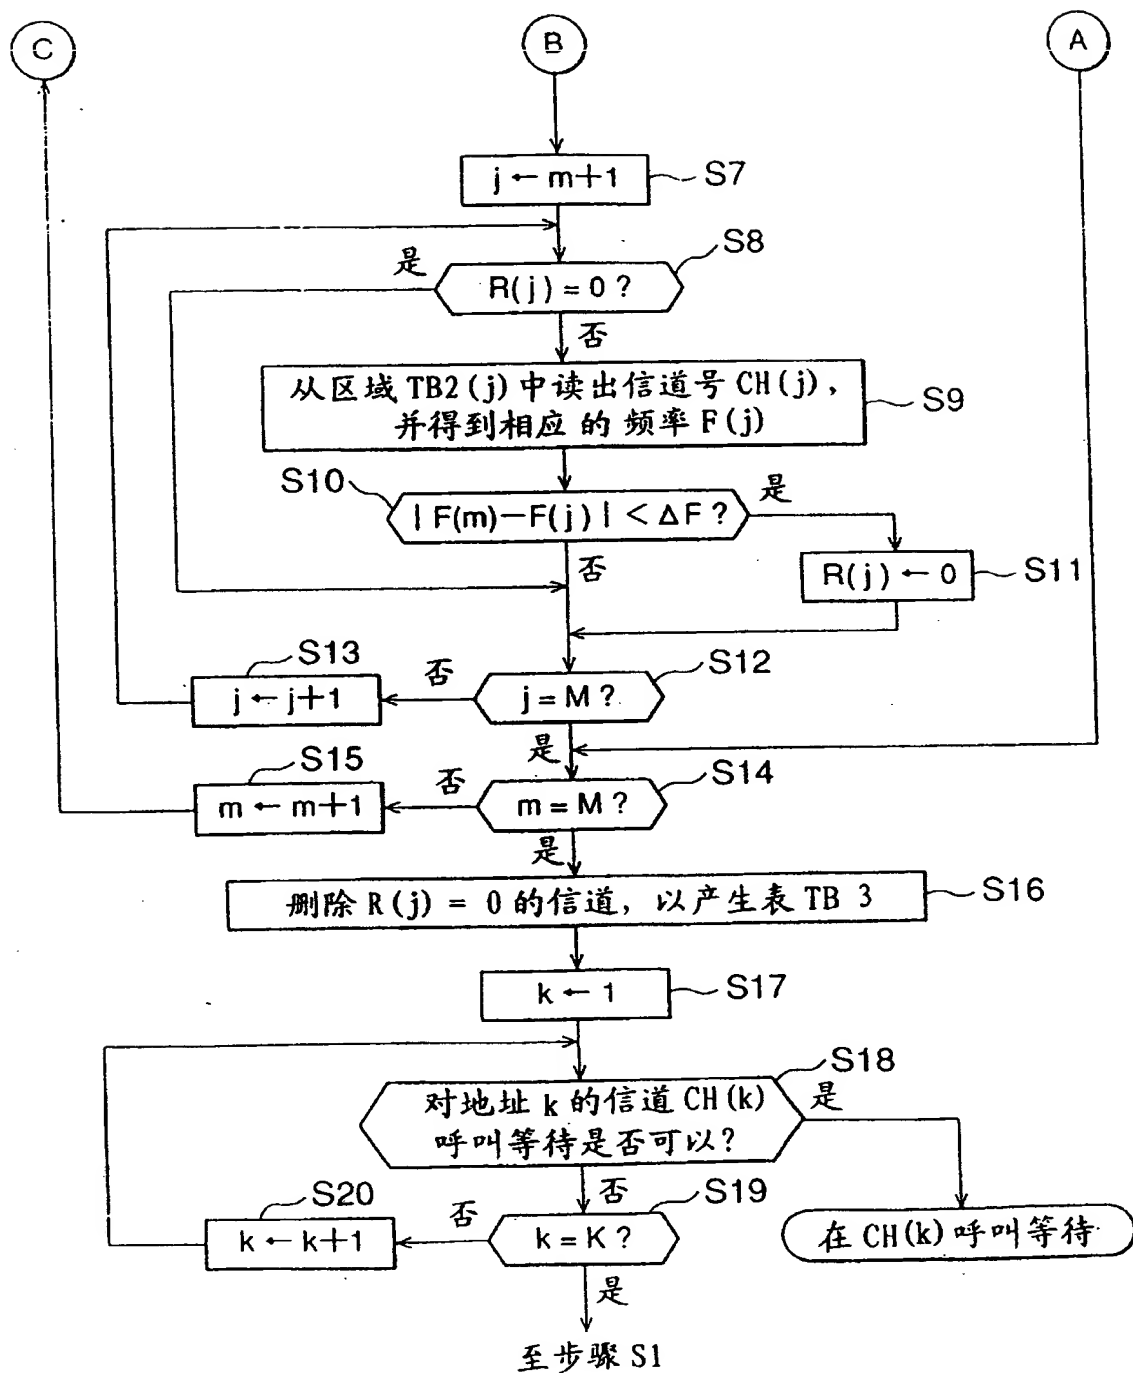 C
B
A
j ← m+1
S7
是
R(j) = 0 ?
S8
否
从区域 TB2(j) 中读出信道号 CH(j),
并得到相应的频率 F(j)
S9
S10
| F(m)−F(j) | < ΔF ?
是
否
R(j) ← 0
S11
S13
j ← j+1
否
j = M ?
S12
是
S15
m ← m+1
否
m = M ?
S14
是
删除 R(j) = 0 的信道, 以产生表 TB 3
S16
k ← 1
S17
S18
对地址 k 的信道 CH(k)
呼叫等待是否可以?
是
否
S20
k ← k+1
否
k = K ?
S19
在 CH(k) 呼叫等待
是
至步骤 S1